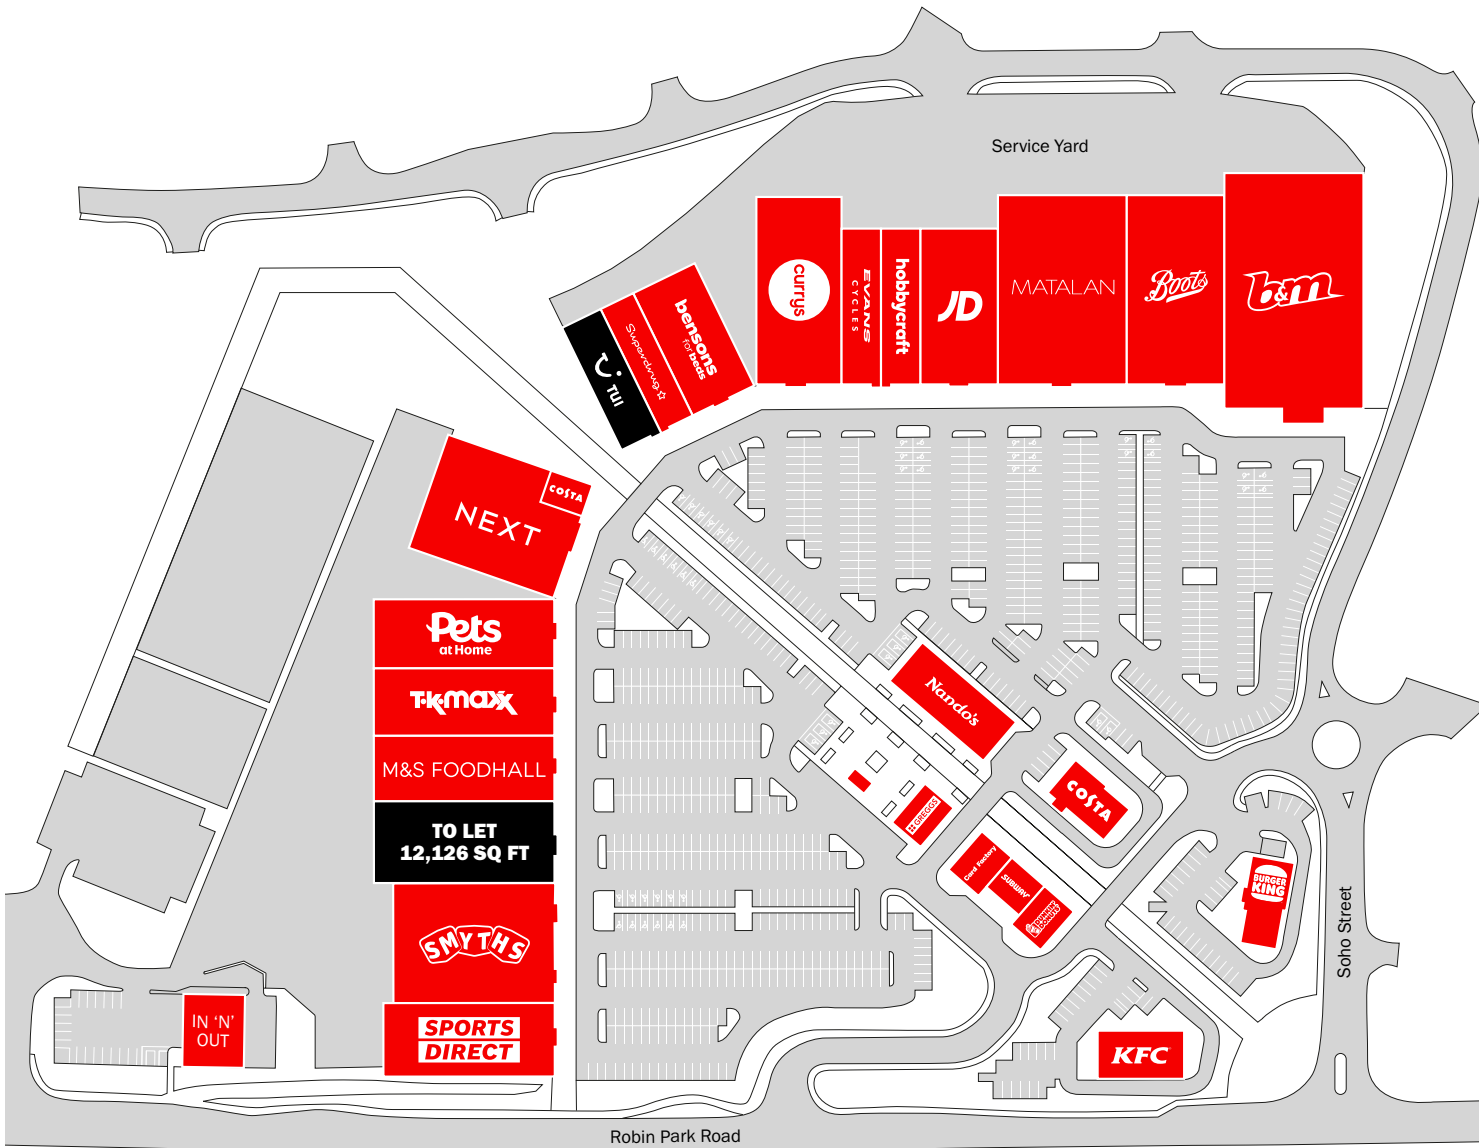 Service Yard
currys
EVANS
CYCLES
hobbycraft
JD
MATALAN
Boots
b&m
bensons
for beds
Superdrug
TUI
COSTA
NEXT
Pets
at Home
T·K·maxx
M&S FOODHALL
TO LET
12,126 SQ FT
SMYTHS
SPORTS
DIRECT
IN ‘N’
OUT
Nando's
GREGGS
COSTA
Card Factory
SUBWAY
DUNKIN'
DONUTS
BURGER
KING
KFC
Soho Street
Robin Park Road